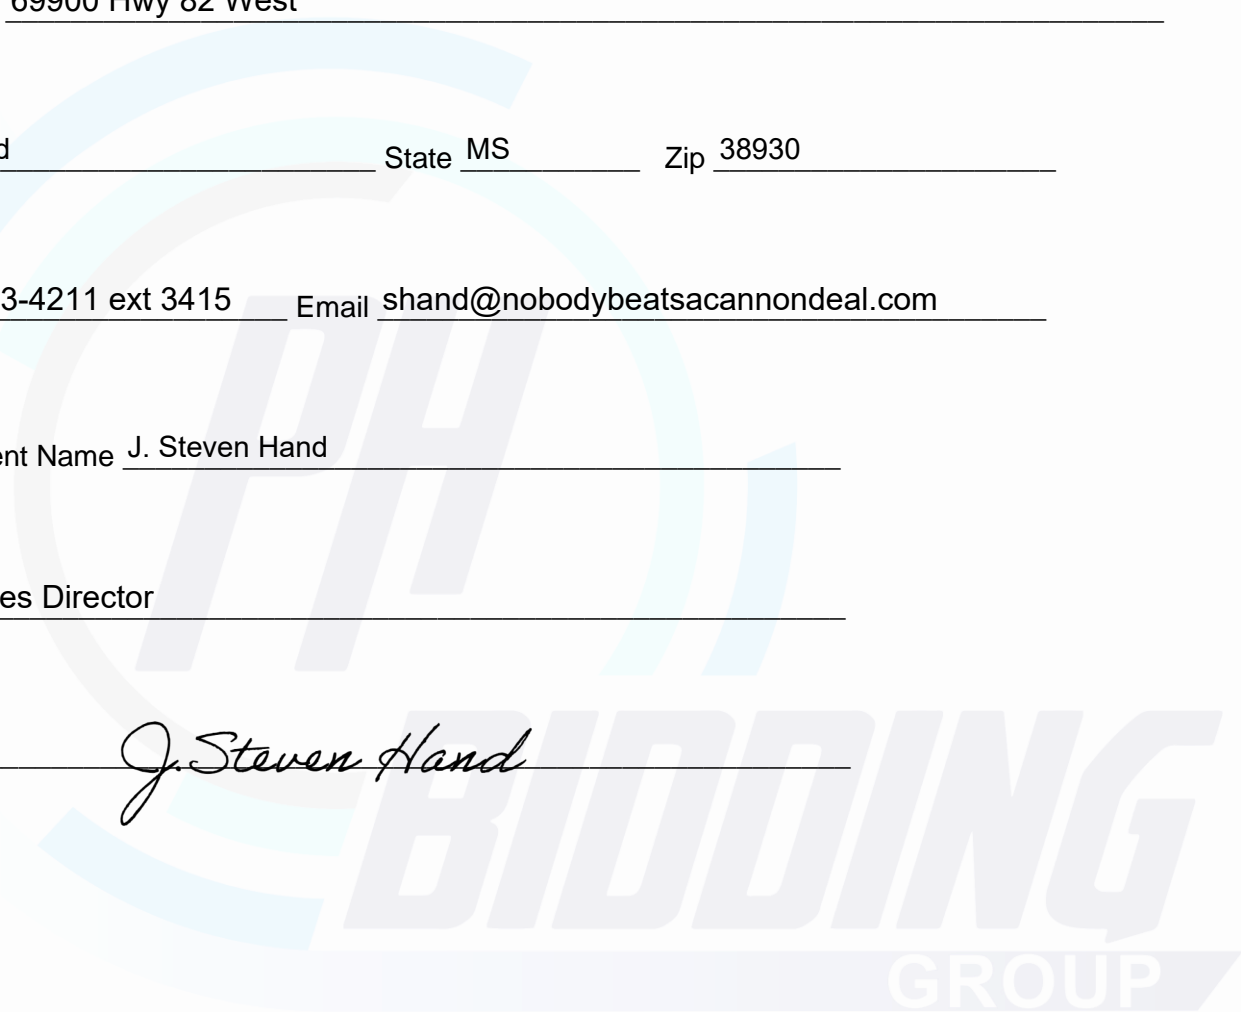 69900 Hwy 82 West
State MS Zip 38930
3-4211 ext 3415 Email shand@nobodybeatsacannondeal.com
ent Name J. Steven Hand
es Director
J. Steven Hand
PH
BIDDING
GROUP